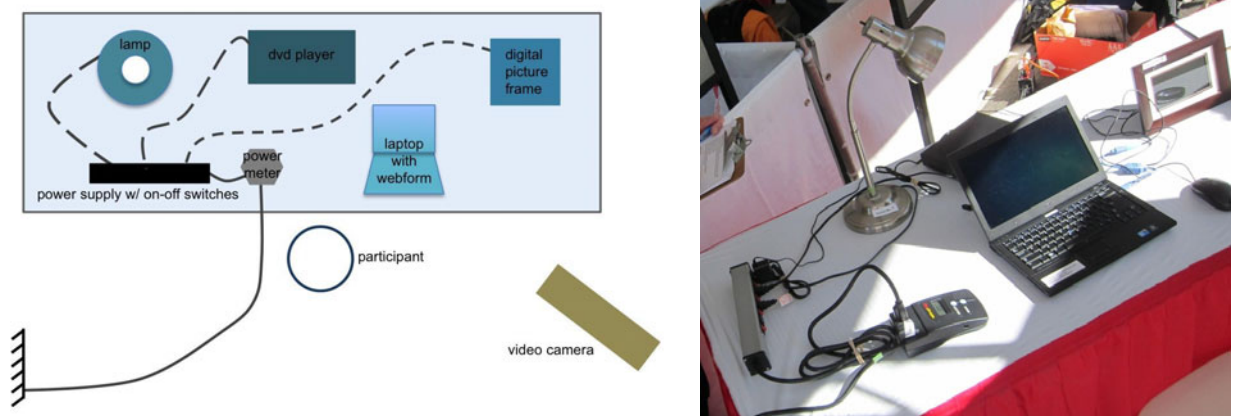 lamp
dvd player
digital
picture
frame
laptop
with
webform
power
meter
power supply w/ on-off switches
participant
video camera